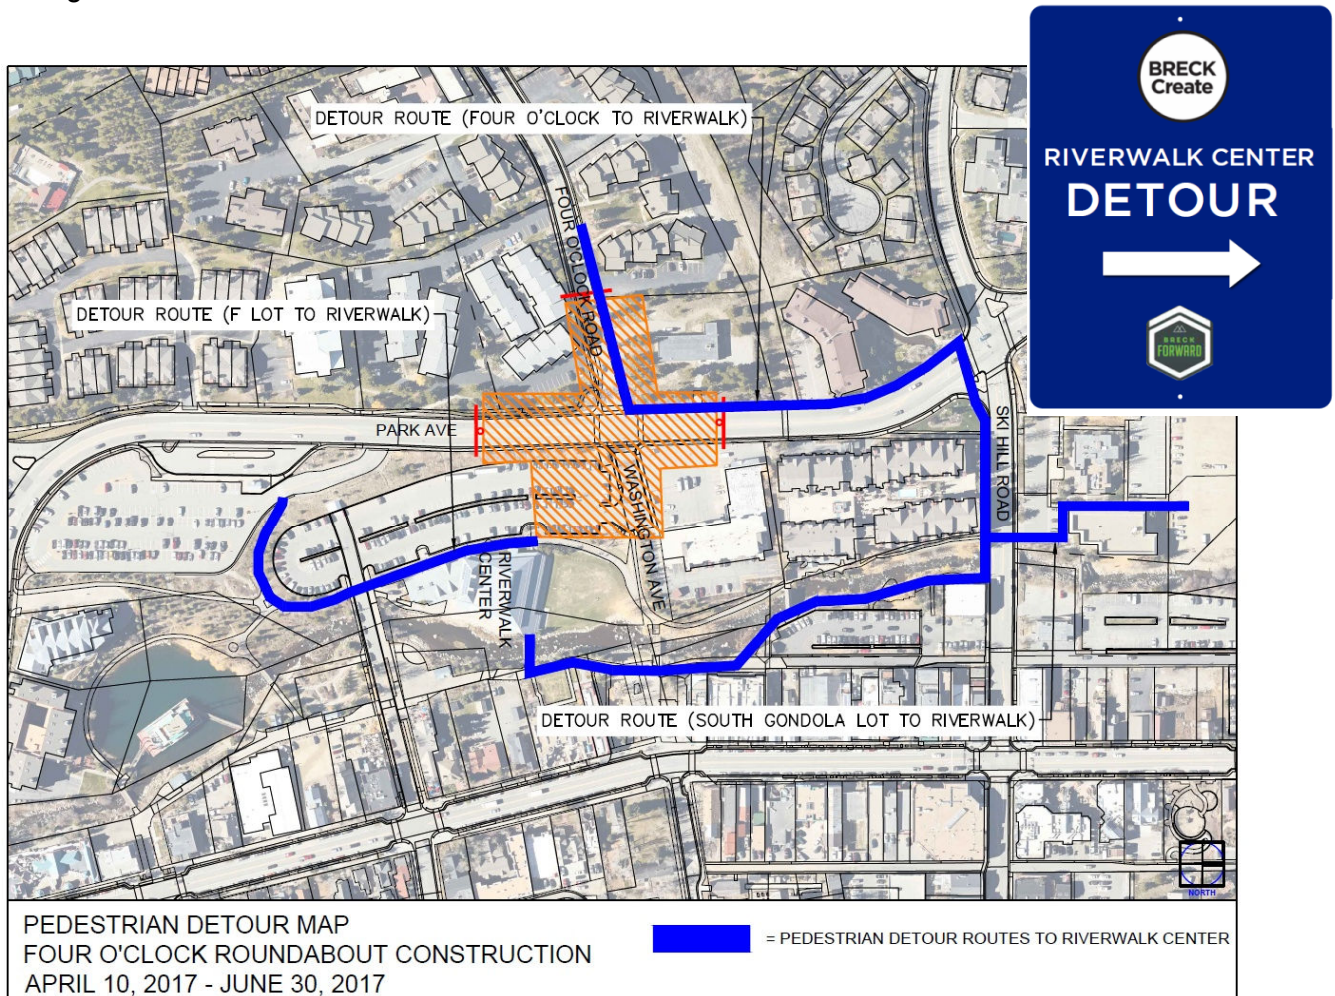 BRECK
Create
RIVERWALK CENTER
DETOUR
BRECK
FORWARD
DETOUR ROUTE (FOUR O'CLOCK TO RIVERWALK)
FOUR O'CLOCK ROAD
DETOUR ROUTE (F LOT TO RIVERWALK)
PARK AVE
SKI HILL ROAD
WASHINGTON AVE
RIVERWALK
CENTER
DETOUR ROUTE (SOUTH GONDOLA LOT TO RIVERWALK)
NORTH
PEDESTRIAN DETOUR MAP
FOUR O'CLOCK ROUNDABOUT CONSTRUCTION
APRIL 10, 2017 - JUNE 30, 2017
= PEDESTRIAN DETOUR ROUTES TO RIVERWALK CENTER